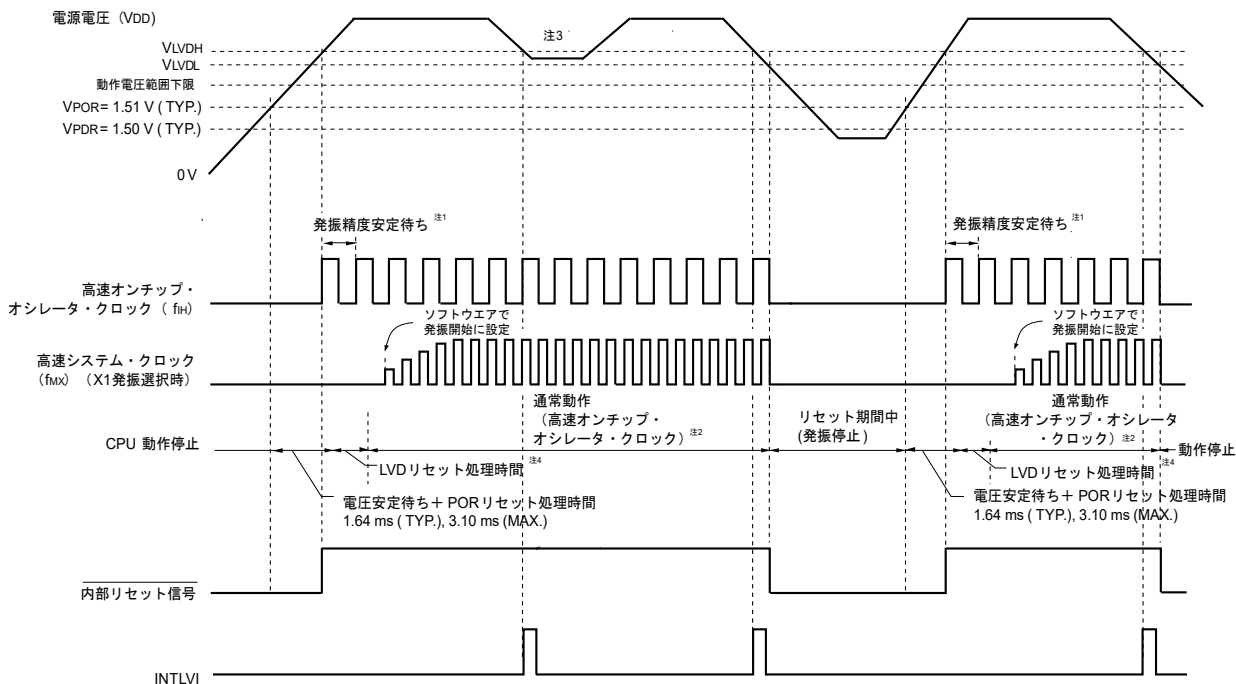 電源電圧（VDD）
注3
VLVDH
VLVDL
動作電圧範囲下限
VPOR = 1.51 V ( TYP. )
VPDR = 1.50 V ( TYP. )
0 V
発振精度安定待ち 注1
発振精度安定待ち 注1
高速オンチップ・
オシレータ・クロック（ fIH）
ソフトウエアで
発振開始に設定
ソフトウエアで
発振開始に設定
高速システム・クロック
（fMX）（X1発振選択時）
通常動作
（高速オンチップ・
オシレータ・クロック）注2
リセット期間中
(発振停止)
通常動作
（高速オンチップ・オシレータ
・クロック）注2
CPU 動作停止
動作停止
LVDリセット処理時間 注4
LVDリセット処理時間 注4
電圧安定待ち＋ PORリセット処理時間
1.64 ms ( TYP.), 3.10 ms (MAX.)
電圧安定待ち＋ PORリセット処理時間
1.64 ms ( TYP.), 3.10 ms (MAX.)
内部リセット信号
INTLVI